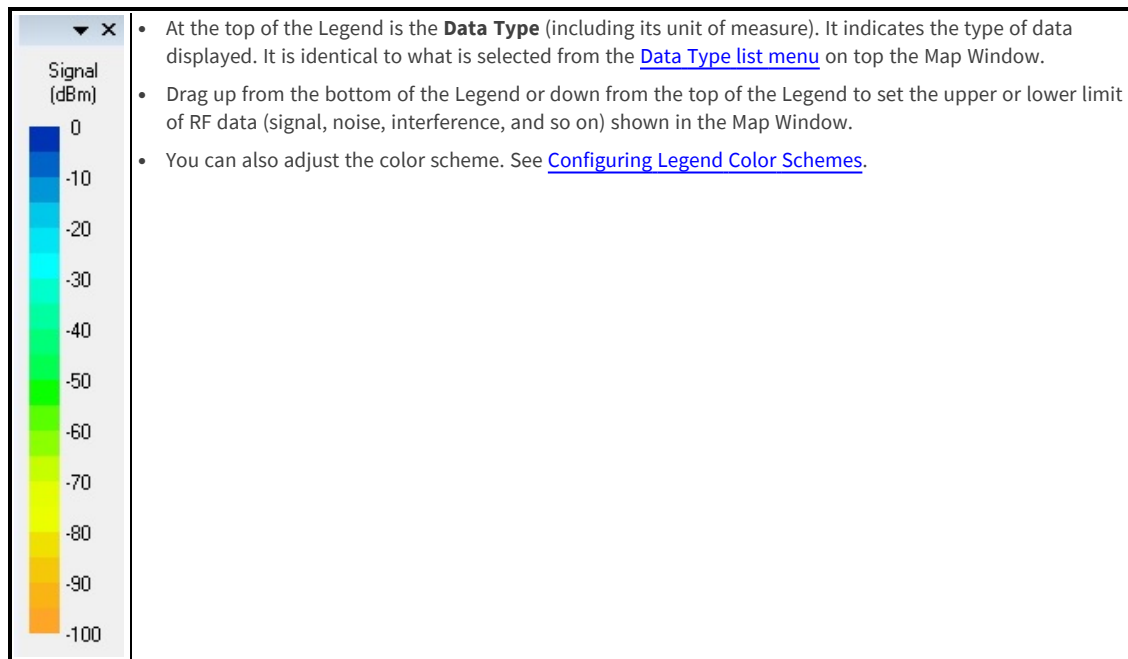 Signal
(dBm)
0
-10
-20
-30
-40
-50
-60
-70
-80
-90
-100
• At the top of the Legend is the Data Type (including its unit of measure). It indicates the type of data
displayed. It is identical to what is selected from the Data Type list menu on top the Map Window.
• Drag up from the bottom of the Legend or down from the top of the Legend to set the upper or lower limit
of RF data (signal, noise, interference, and so on) shown in the Map Window.
• You can also adjust the color scheme. See Configuring Legend Color Schemes.